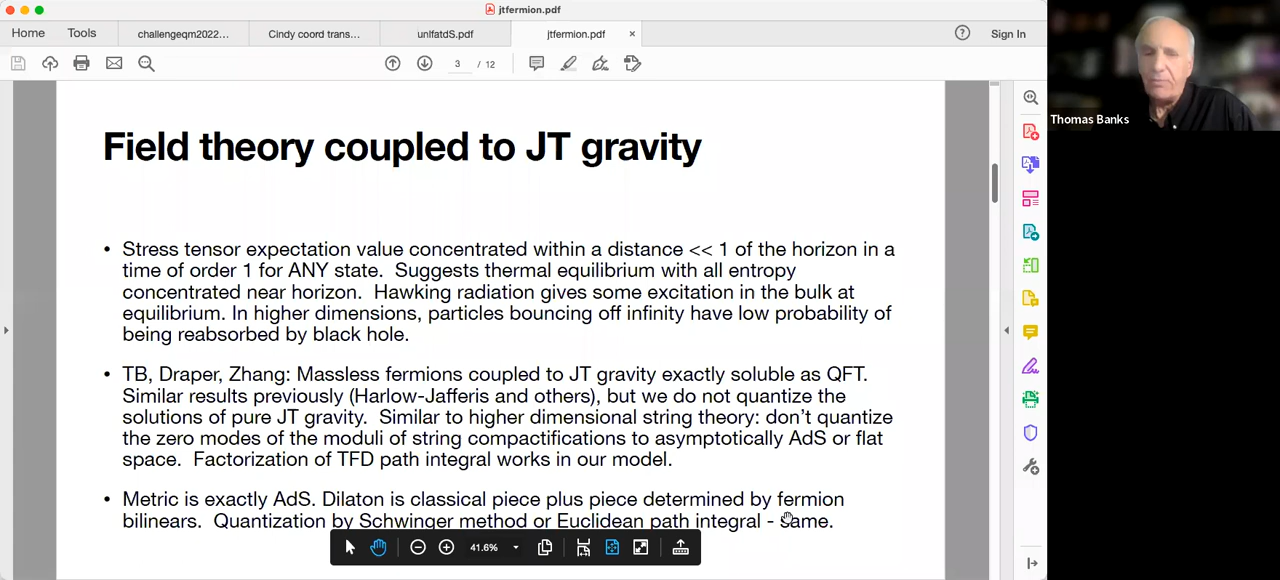 jtfermion.pdf
Home
Tools
challengeqm2022...
Cindy coord trans...
unlfatdS.pdf
jtfermion.pdf
×
Sign In
3
/ 12
Thomas Banks
Field theory coupled to JT gravity
• Stress tensor expectation value concentrated within a distance << 1 of the horizon in a
time of order 1 for ANY state. Suggests thermal equilibrium with all entropy
concentrated near horizon. Hawking radiation gives some excitation in the bulk at
equilibrium. In higher dimensions, particles bouncing off infinity have low probability of
being reabsorbed by black hole.
• TB, Draper, Zhang: Massless fermions coupled to JT gravity exactly soluble as QFT.
Similar results previously (Harlow-Jafferis and others), but we do not quantize the
solutions of pure JT gravity. Similar to higher dimensional string theory: don't quantize
the zero modes of the moduli of string compactifications to asymptotically AdS or flat
space. Factorization of TFD path integral works in our model.
• Metric is exactly AdS. Dilaton is classical piece plus piece determined by fermion
bilinears. Quantization by Schwinger method or Euclidean path integral - same.
41.6%